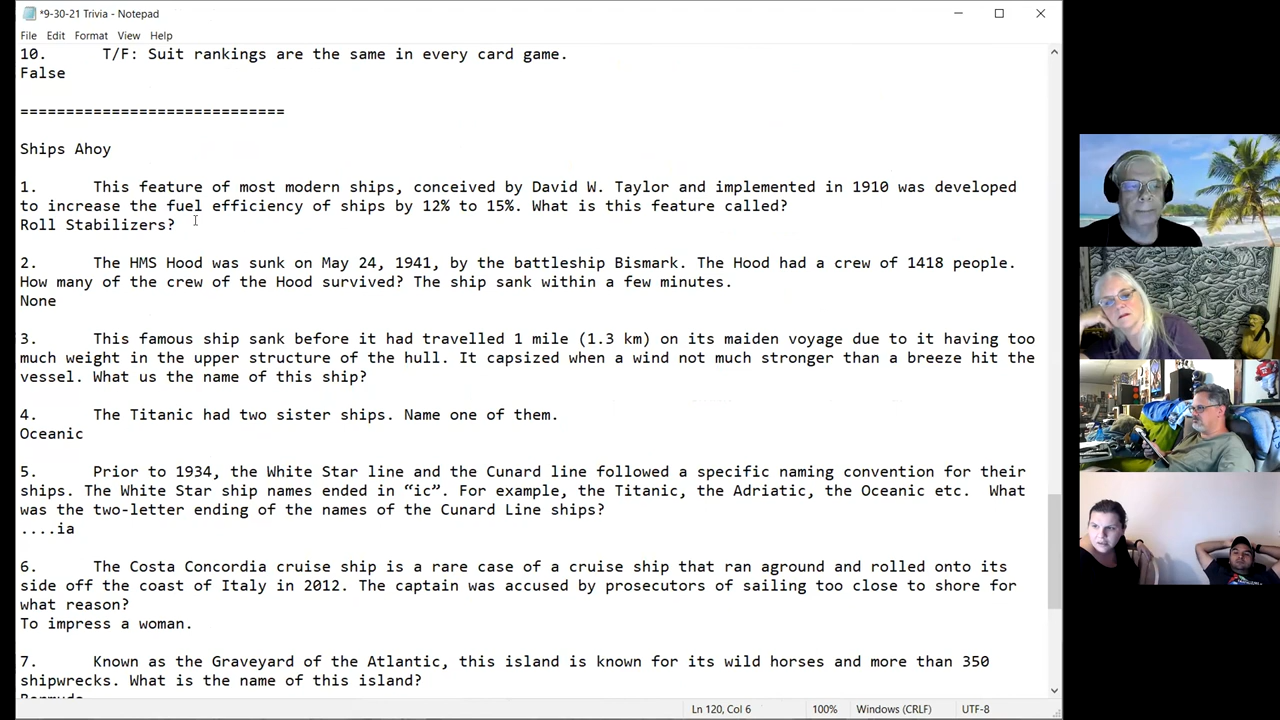 *9-30-21 Trivia - Notepad
File Edit Format View Help
10. T/F: Suit rankings are the same in every card game.
False
=============================
Ships Ahoy
1. This feature of most modern ships, conceived by David W. Taylor and implemented in 1910 was developed
to increase the fuel efficiency of ships by 12% to 15%. What is this feature called?
Roll Stabilizers?
2. The HMS Hood was sunk on May 24, 1941, by the battleship Bismark. The Hood had a crew of 1418 people.
How many of the crew of the Hood survived? The ship sank within a few minutes.
None
3. This famous ship sank before it had travelled 1 mile (1.3 km) on its maiden voyage due to it having too
much weight in the upper structure of the hull. It capsized when a wind not much stronger than a breeze hit the
vessel. What us the name of this ship?
4. The Titanic had two sister ships. Name one of them.
Oceanic
5. Prior to 1934, the White Star line and the Cunard line followed a specific naming convention for their
ships. The White Star ship names ended in “ic”. For example, the Titanic, the Adriatic, the Oceanic etc. What
was the two-letter ending of the names of the Cunard Line ships?
....ia
6. The Costa Concordia cruise ship is a rare case of a cruise ship that ran aground and rolled onto its
side off the coast of Italy in 2012. The captain was accused by prosecutors of sailing too close to shore for
what reason?
To impress a woman.
7. Known as the Graveyard of the Atlantic, this island is known for its wild horses and more than 350
shipwrecks. What is the name of this island?
Bermuda
Ln 120, Col 6 100% Windows (CRLF) UTF-8